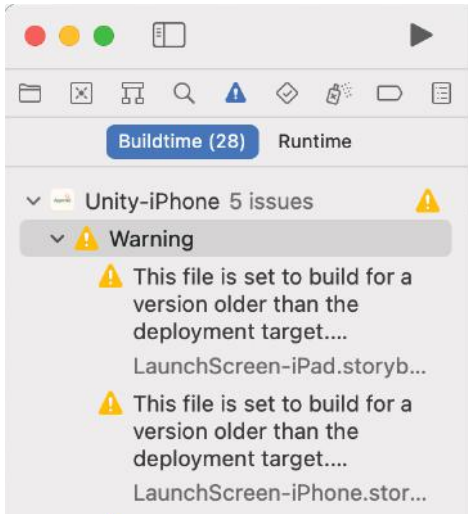 Buildtime (28) Runtime
Unity-iPhone 5 issues
Warning
This file is set to build for a
version older than the
deployment target....
LaunchScreen-iPad.storyb...
This file is set to build for a
version older than the
deployment target....
LaunchScreen-iPhone.stor...